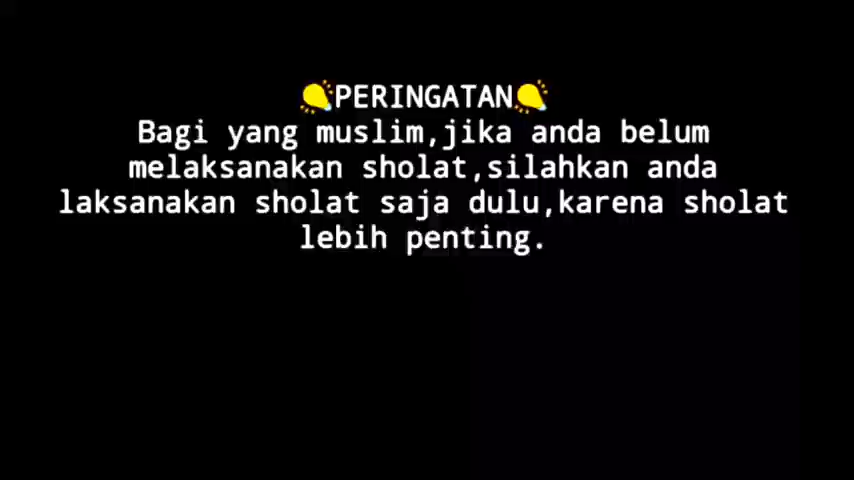 💡PERINGATAN💡
Bagi yang muslim,jika anda belum
melaksanakan sholat,silahkan anda
laksanakan sholat saja dulu,karena sholat
lebih penting.